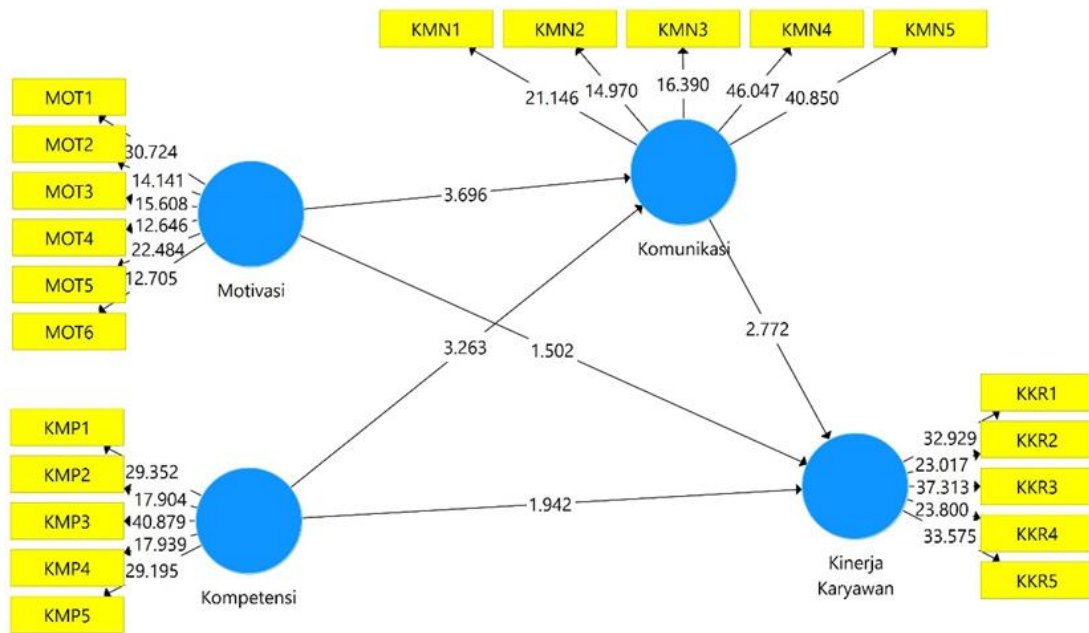 KMN1
KMN2
KMN3
KMN4
KMN5
21.146
14.970
16.390
46.047
40.850
MOT1
MOT2
MOT3
MOT4
MOT5
MOT6
30.724
14.141
15.608
12.646
22.484
12.705
Motivasi
3.696
Komunikasi
3.263
1.502
2.772
KMP1
KMP2
KMP3
KMP4
KMP5
29.352
17.904
40.879
17.939
29.195
Kompetensi
1.942
Kinerja
Karyawan
32.929
23.017
37.313
23.800
33.575
KKR1
KKR2
KKR3
KKR4
KKR5